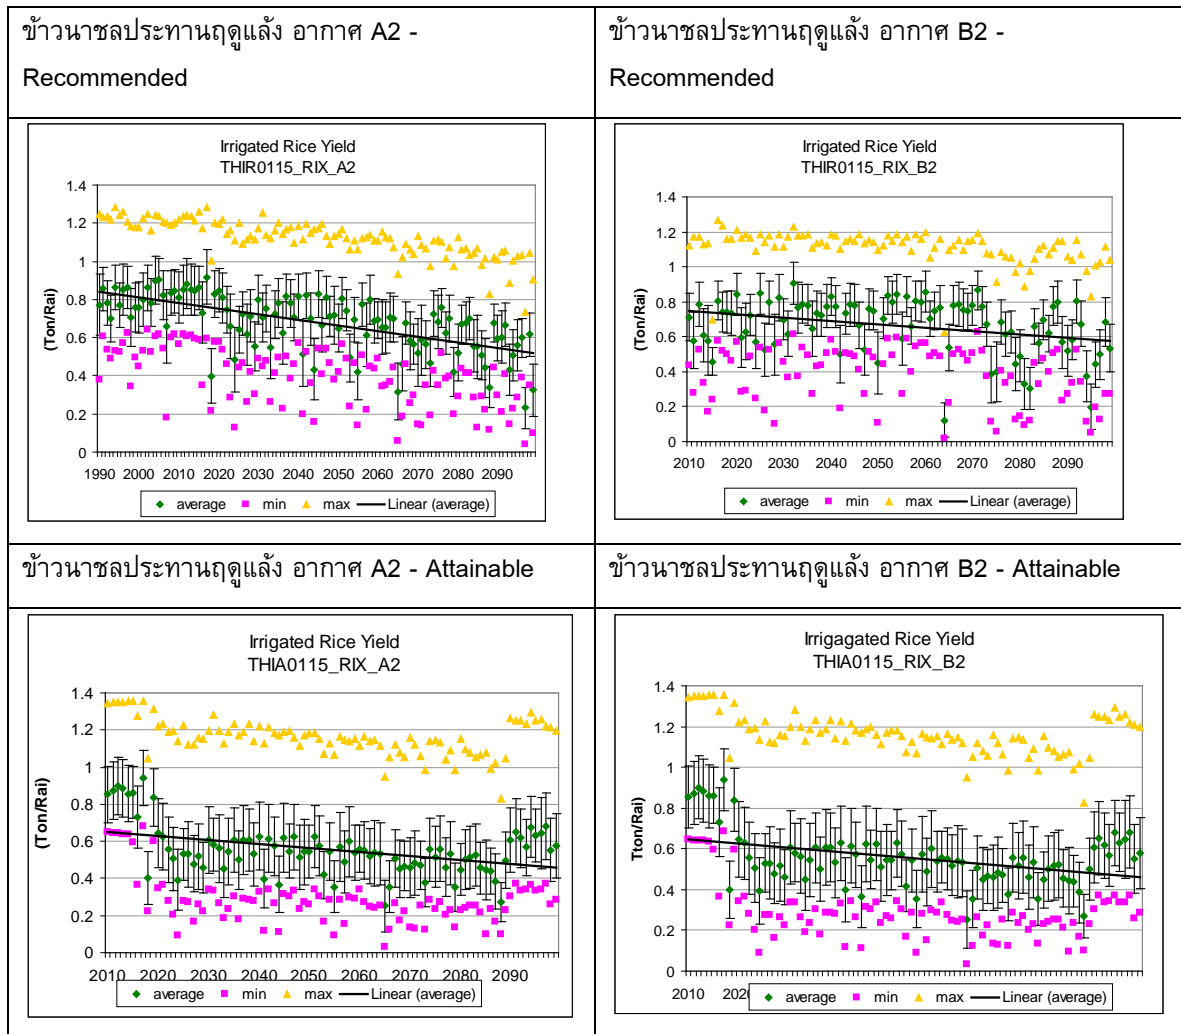 ข้าวนาชลประทานฤดูแล้ง อากาศ A2 -
Recommended
ข้าวนาชลประทานฤดูแล้ง อากาศ B2 -
Recommended
Irrigated Rice Yield
THIR0115_RIX_A2
(Ton/Rai)
1.4
1.2
1
0.8
0.6
0.4
0.2
0
1990 2000 2010 2020 2030 2040 2050 2060 2070 2080 2090
average min max Linear (average)
Irrigated Rice Yield
THIR0115_RIX_B2
(Ton/Rai)
1.4
1.2
1
0.8
0.6
0.4
0.2
0
2010 2020 2030 2040 2050 2060 2070 2080 2090
average min max Linear (average)
ข้าวนาชลประทานฤดูแล้ง อากาศ A2 - Attainable
ข้าวนาชลประทานฤดูแล้ง อากาศ B2 - Attainable
Irrigated Rice Yield
THIA0115_RIX_A2
(Ton/Rai)
1.4
1.2
1
0.8
0.6
0.4
0.2
0
2010 2020 2030 2040 2050 2060 2070 2080 2090
average min max Linear (average)
Irrigagated Rice Yield
THIA0115_RIX_B2
Tton/Rai)
1.4
1.2
1
0.8
0.6
0.4
0.2
0
2010
average min max Linear (average)